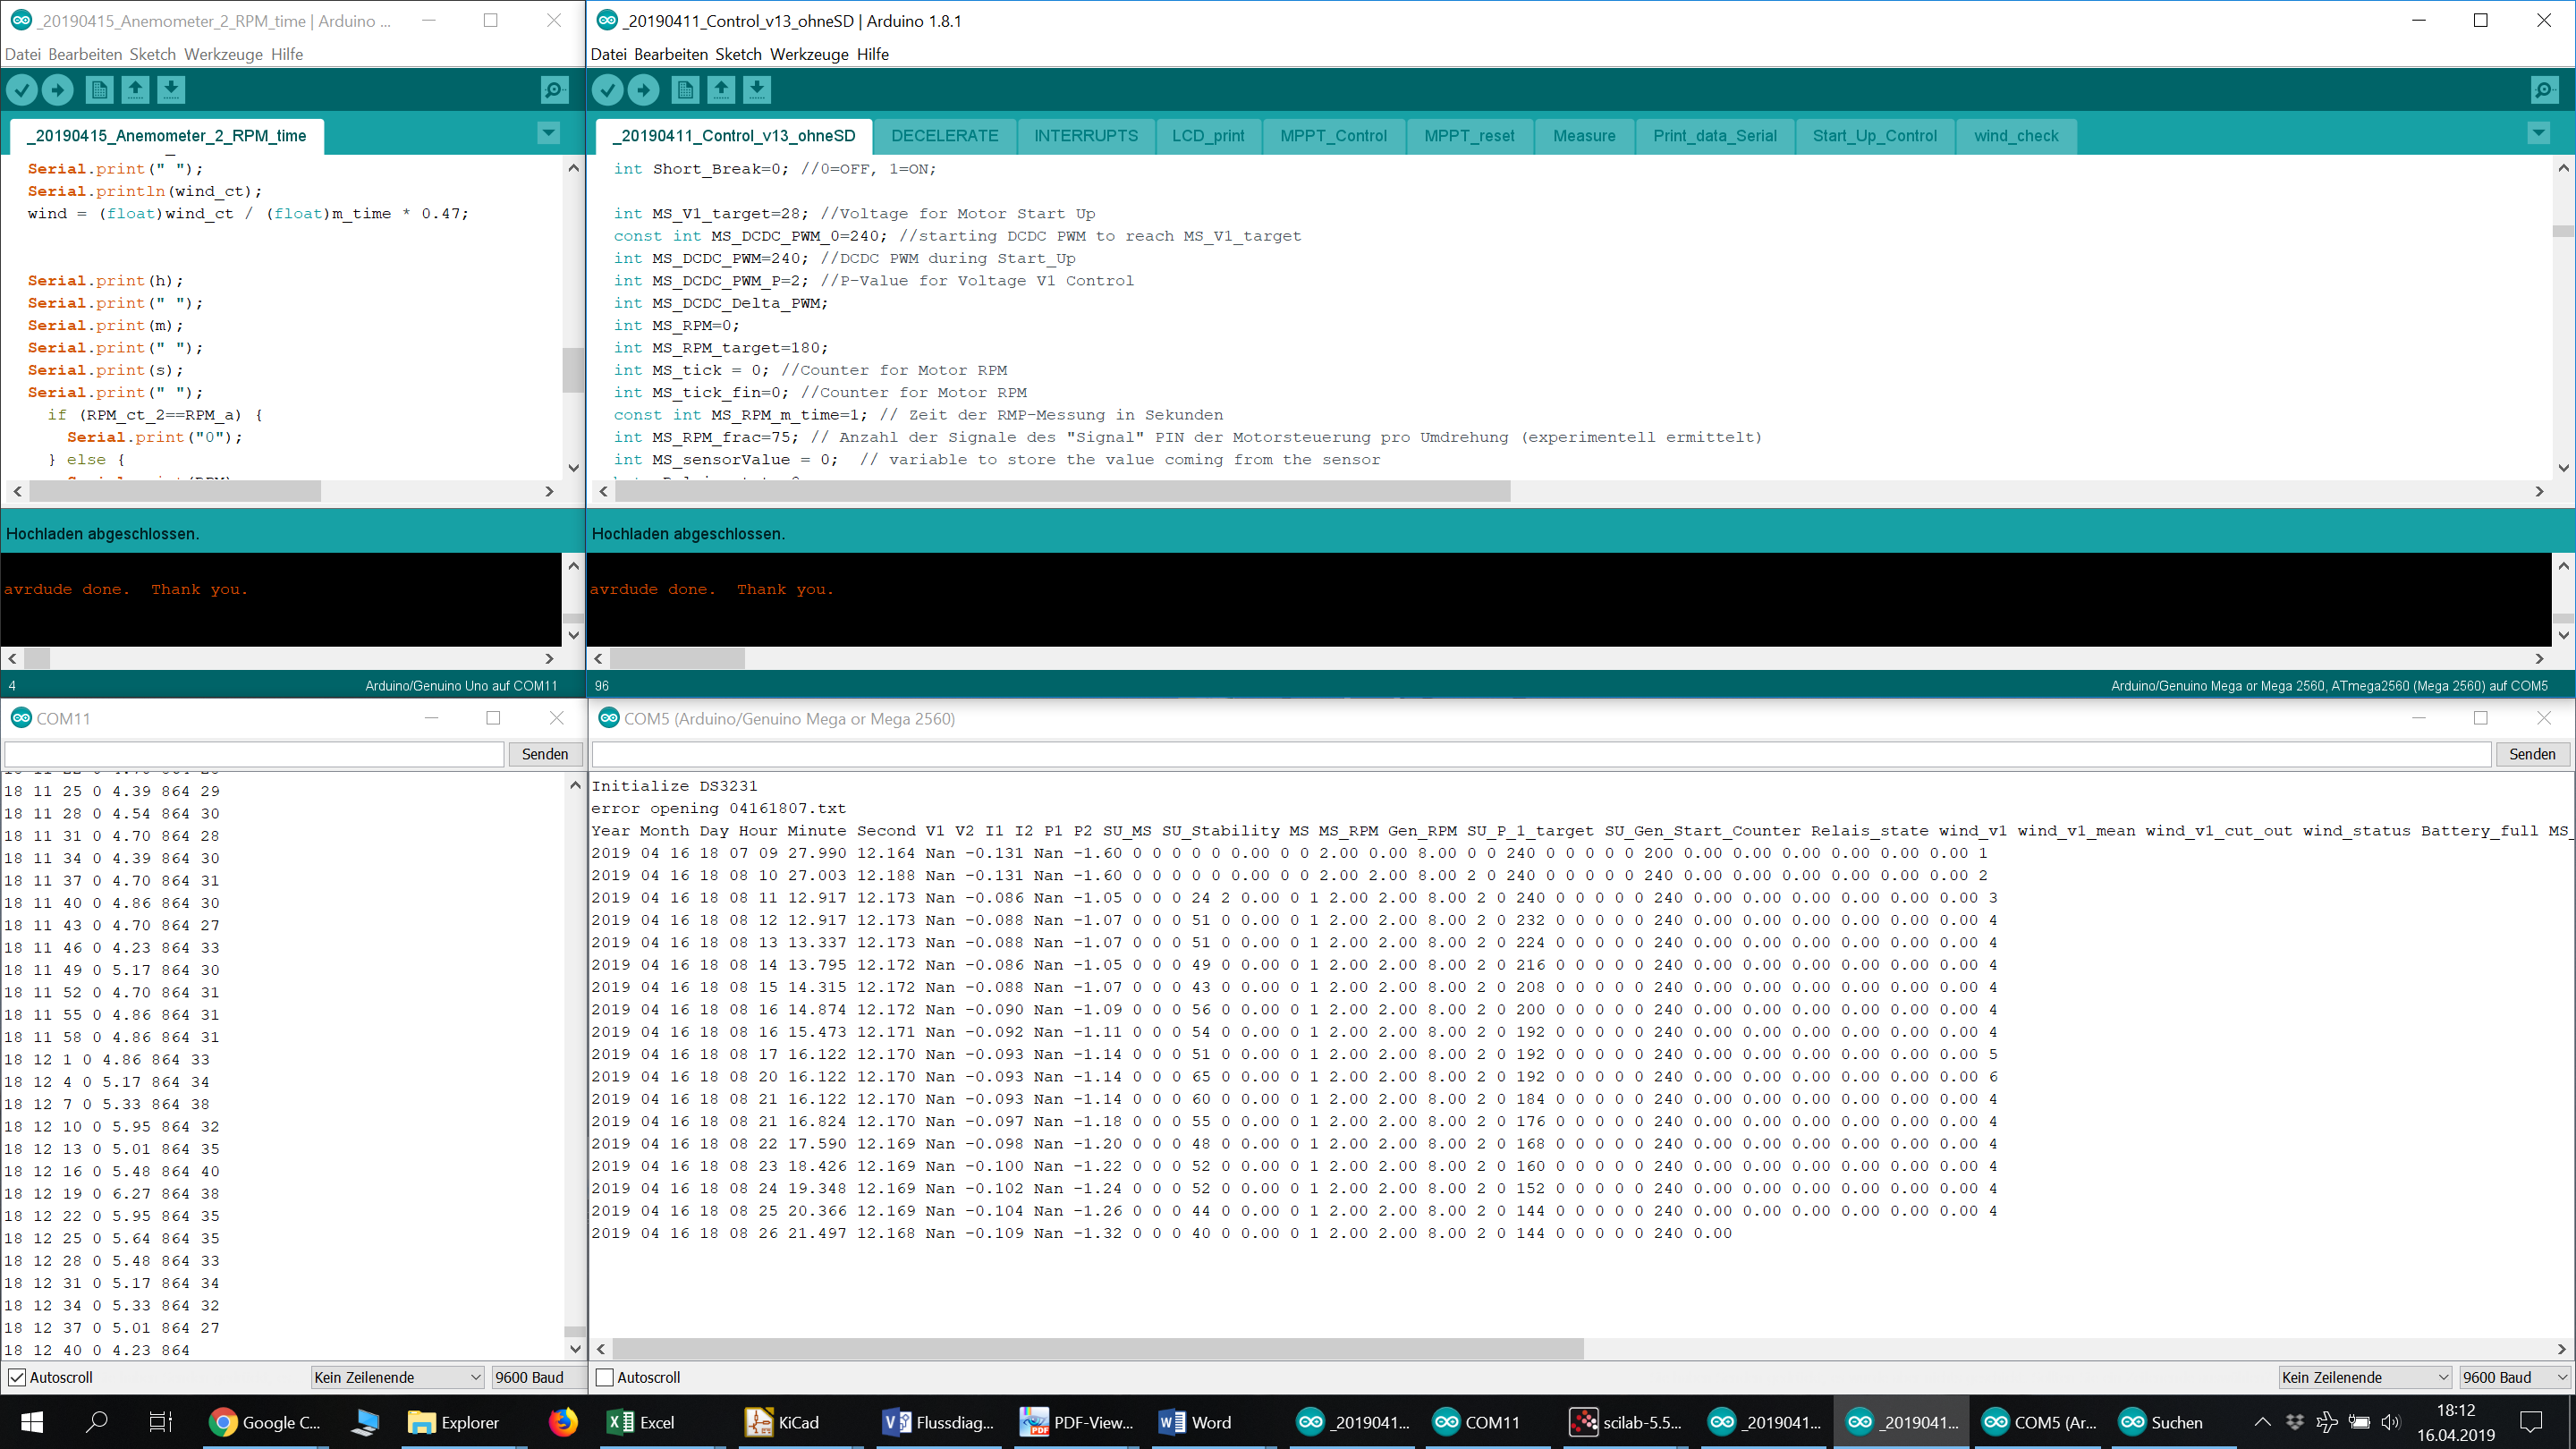 _20190415_Anemometer_2_RPM_time | Arduino ...
Datei Bearbeiten Sketch Werkzeuge Hilfe
_20190415_Anemometer_2_RPM_time
Serial.print(" ");
Serial.println(wind_ct);
wind = (float)wind_ct / (float)m_time * 0.47;
Serial.print(h);
Serial.print(" ");
Serial.print(m);
Serial.print(" ");
Serial.print(s);
Serial.print(" ");
if (RPM_ct_2==RPM_a) {
Serial.print("0");
} else {
Hochladen abgeschlossen.
avrdude done.  Thank you.
4
Arduino/Genuino Uno auf COM11
_20190411_Control_v13_ohneSD | Arduino 1.8.1
Datei Bearbeiten Sketch Werkzeuge Hilfe
_20190411_Control_v13_ohneSD DECELERATE INTERRUPTS LCD_print MPPT_Control MPPT_reset Measure Print_data_Serial Start_Up_Control wind_check
int Short_Break=0; //0=OFF, 1=ON;
int MS_V1_target=28; //Voltage for Motor Start Up
const int MS_DCDC_PWM_0=240; //starting DCDC PWM to reach MS_V1_target
int MS_DCDC_PWM=240; //DCDC PWM during Start_Up
int MS_DCDC_PWM_P=2; //P-Value for Voltage V1 Control
int MS_DCDC_Delta_PWM;
int MS_RPM=0;
int MS_RPM_target=180;
int MS_tick = 0; //Counter for Motor RPM
int MS_tick_fin=0; //Counter for Motor RPM
const int MS_RPM_m_time=1; // Zeit der RMP-Messung in Sekunden
int MS_RPM_frac=75; // Anzahl der Signale des "Signal" PIN der Motorsteuerung pro Umdrehung (experimentell ermittelt)
int MS_sensorValue = 0;  // variable to store the value coming from the sensor
Hochladen abgeschlossen.
avrdude done.  Thank you.
96
Arduino/Genuino Mega or Mega 2560, ATmega2560 (Mega 2560) auf COM5
COM11
Senden
18 11 25 0 4.39 864 29
18 11 28 0 4.54 864 30
18 11 31 0 4.70 864 28
18 11 34 0 4.39 864 30
18 11 37 0 4.70 864 31
18 11 40 0 4.86 864 30
18 11 43 0 4.70 864 27
18 11 46 0 4.23 864 33
18 11 49 0 5.17 864 30
18 11 52 0 4.70 864 31
18 11 55 0 4.86 864 31
18 11 58 0 4.86 864 31
18 12 1 0 4.86 864 33
18 12 4 0 5.17 864 34
18 12 7 0 5.33 864 38
18 12 10 0 5.95 864 32
18 12 13 0 5.01 864 35
18 12 16 0 5.48 864 40
18 12 19 0 6.27 864 38
18 12 22 0 5.95 864 35
18 12 25 0 5.64 864 35
18 12 28 0 5.48 864 33
18 12 31 0 5.17 864 34
18 12 34 0 5.33 864 32
18 12 37 0 5.01 864 27
18 12 40 0 4.23 864
Autoscroll Kein Zeilenende 9600 Baud
COM5 (Arduino/Genuino Mega or Mega 2560)
Senden
Initialize DS3231
error opening 04161807.txt
Year Month Day Hour Minute Second V1 V2 I1 I2 P1 P2 SU_MS SU_Stability MS MS_RPM Gen_RPM SU_P_1_target SU_Gen_Start_Counter Relais_state wind_v1 wind_v1_mean wind_v1_cut_out wind_status Battery_full MS_
2019 04 16 18 07 09 27.990 12.164 Nan -0.131 Nan -1.60 0 0 0 0 0 0.00 0 0 2.00 0.00 8.00 0 0 240 0 0 0 0 0 200 0.00 0.00 0.00 0.00 0.00 0.00 1
2019 04 16 18 08 10 27.003 12.188 Nan -0.131 Nan -1.60 0 0 0 0 0 0.00 0 0 2.00 2.00 8.00 2 0 240 0 0 0 0 0 240 0.00 0.00 0.00 0.00 0.00 0.00 2
2019 04 16 18 08 11 12.917 12.173 Nan -0.086 Nan -1.05 0 0 0 24 2 0.00 0 1 2.00 2.00 8.00 2 0 240 0 0 0 0 0 240 0.00 0.00 0.00 0.00 0.00 0.00 3
2019 04 16 18 08 12 12.917 12.173 Nan -0.088 Nan -1.07 0 0 0 51 0 0.00 0 1 2.00 2.00 8.00 2 0 232 0 0 0 0 0 240 0.00 0.00 0.00 0.00 0.00 0.00 4
2019 04 16 18 08 13 13.337 12.173 Nan -0.088 Nan -1.07 0 0 0 51 0 0.00 0 1 2.00 2.00 8.00 2 0 224 0 0 0 0 0 240 0.00 0.00 0.00 0.00 0.00 0.00 4
2019 04 16 18 08 14 13.795 12.172 Nan -0.086 Nan -1.05 0 0 0 49 0 0.00 0 1 2.00 2.00 8.00 2 0 216 0 0 0 0 0 240 0.00 0.00 0.00 0.00 0.00 0.00 4
2019 04 16 18 08 15 14.315 12.172 Nan -0.088 Nan -1.07 0 0 0 43 0 0.00 0 1 2.00 2.00 8.00 2 0 208 0 0 0 0 0 240 0.00 0.00 0.00 0.00 0.00 0.00 4
2019 04 16 18 08 16 14.874 12.172 Nan -0.090 Nan -1.09 0 0 0 56 0 0.00 0 1 2.00 2.00 8.00 2 0 200 0 0 0 0 0 240 0.00 0.00 0.00 0.00 0.00 0.00 4
2019 04 16 18 08 16 15.473 12.171 Nan -0.092 Nan -1.11 0 0 0 54 0 0.00 0 1 2.00 2.00 8.00 2 0 192 0 0 0 0 0 240 0.00 0.00 0.00 0.00 0.00 0.00 4
2019 04 16 18 08 17 16.122 12.170 Nan -0.093 Nan -1.14 0 0 0 51 0 0.00 0 1 2.00 2.00 8.00 2 0 192 0 0 0 0 0 240 0.00 0.00 0.00 0.00 0.00 0.00 5
2019 04 16 18 08 20 16.122 12.170 Nan -0.093 Nan -1.14 0 0 0 65 0 0.00 0 1 2.00 2.00 8.00 2 0 192 0 0 0 0 0 240 0.00 0.00 0.00 0.00 0.00 0.00 6
2019 04 16 18 08 21 16.122 12.170 Nan -0.093 Nan -1.14 0 0 0 60 0 0.00 0 1 2.00 2.00 8.00 2 0 184 0 0 0 0 0 240 0.00 0.00 0.00 0.00 0.00 0.00 4
2019 04 16 18 08 21 16.824 12.170 Nan -0.097 Nan -1.18 0 0 0 55 0 0.00 0 1 2.00 2.00 8.00 2 0 176 0 0 0 0 0 240 0.00 0.00 0.00 0.00 0.00 0.00 4
2019 04 16 18 08 22 17.590 12.169 Nan -0.098 Nan -1.20 0 0 0 48 0 0.00 0 1 2.00 2.00 8.00 2 0 168 0 0 0 0 0 240 0.00 0.00 0.00 0.00 0.00 0.00 4
2019 04 16 18 08 23 18.426 12.169 Nan -0.100 Nan -1.22 0 0 0 52 0 0.00 0 1 2.00 2.00 8.00 2 0 160 0 0 0 0 0 240 0.00 0.00 0.00 0.00 0.00 0.00 4
2019 04 16 18 08 24 19.348 12.169 Nan -0.102 Nan -1.24 0 0 0 52 0 0.00 0 1 2.00 2.00 8.00 2 0 152 0 0 0 0 0 240 0.00 0.00 0.00 0.00 0.00 0.00 4
2019 04 16 18 08 25 20.366 12.169 Nan -0.104 Nan -1.26 0 0 0 44 0 0.00 0 1 2.00 2.00 8.00 2 0 144 0 0 0 0 0 240 0.00 0.00 0.00 0.00 0.00 0.00 4
2019 04 16 18 08 26 21.497 12.168 Nan -0.109 Nan -1.32 0 0 0 40 0 0.00 0 1 2.00 2.00 8.00 2 0 144 0 0 0 0 0 240 0.00
Autoscroll Kein Zeilenende 9600 Baud
Google C... Explorer Excel KiCad Flussdiag... PDF-View... Word _2019041... COM11 scilab-5.5... _2019041... _2019041... COM5 (Ar... Suchen 18:12
16.04.2019